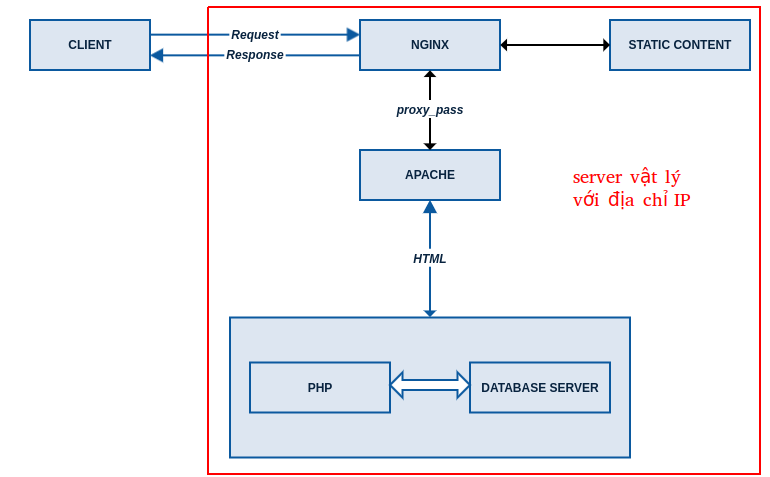 CLIENT
Request
Response
NGINX
STATIC CONTENT
proxy_pass
APACHE
server vật lý
với địa chỉ IP
HTML
PHP
DATABASE SERVER